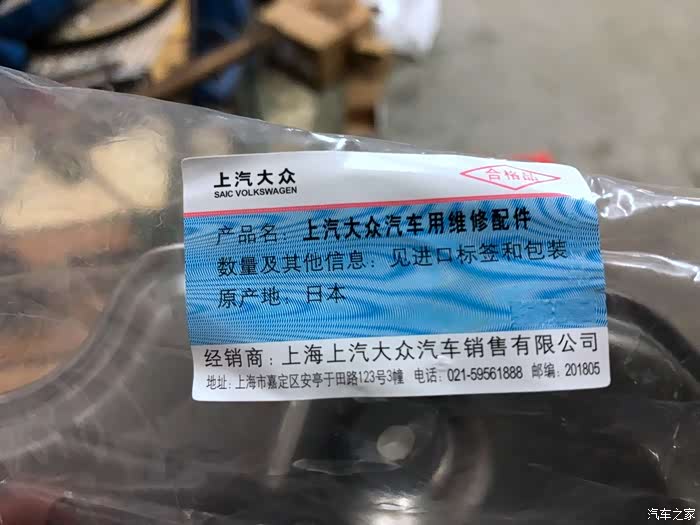 上汽大众
SAIC VOLKSWAGEN
合格品
产品名：上汽大众汽车用维修配件
数量及其他信息：见进口标签和包装
原产地：日本
经销商：上海上汽大众汽车销售有限公司
地址：上海市嘉定区安亭于田路123号3幢 电话：021-59561888 邮编：201805
汽车之家